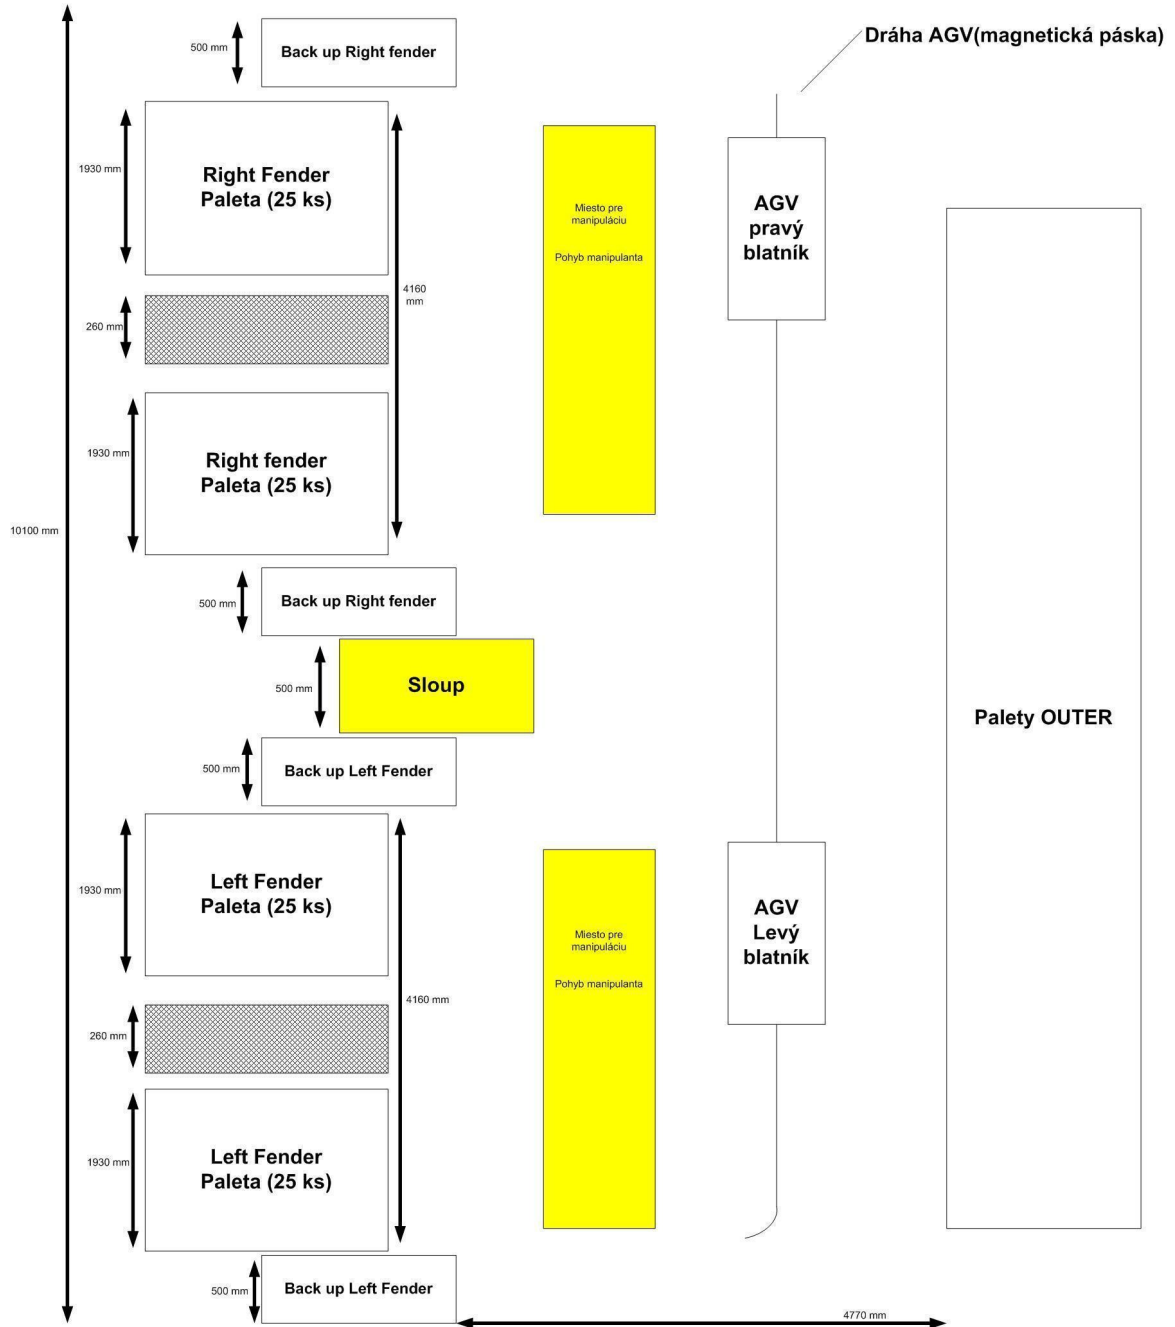 Dráha AGV(magnetická páska)
500 mm
Back up Right fender
1930 mm
Right Fender
Paleta (25 ks)
4160
mm
Miesto pre
manipuláciu
Pohyb manipulanta
AGV
pravý
blatník
260 mm
1930 mm
Right fender
Paleta (25 ks)
10100 mm
500 mm
Back up Right fender
500 mm
Sloup
Palety OUTER
500 mm
Back up Left Fender
1930 mm
Left Fender
Paleta (25 ks)
4160 mm
Miesto pre
manipuláciu
Pohyb manipulanta
AGV
Levý
blatník
260 mm
1930 mm
Left Fender
Paleta (25 ks)
500 mm
Back up Left Fender
4770 mm